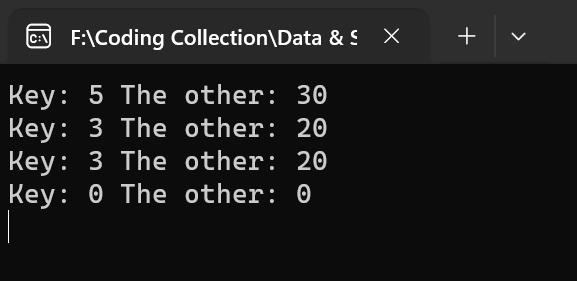 F:\Coding Collection\Data & S
Key: 5 The other: 30
Key: 3 The other: 20
Key: 3 The other: 20
Key: 0 The other: 0